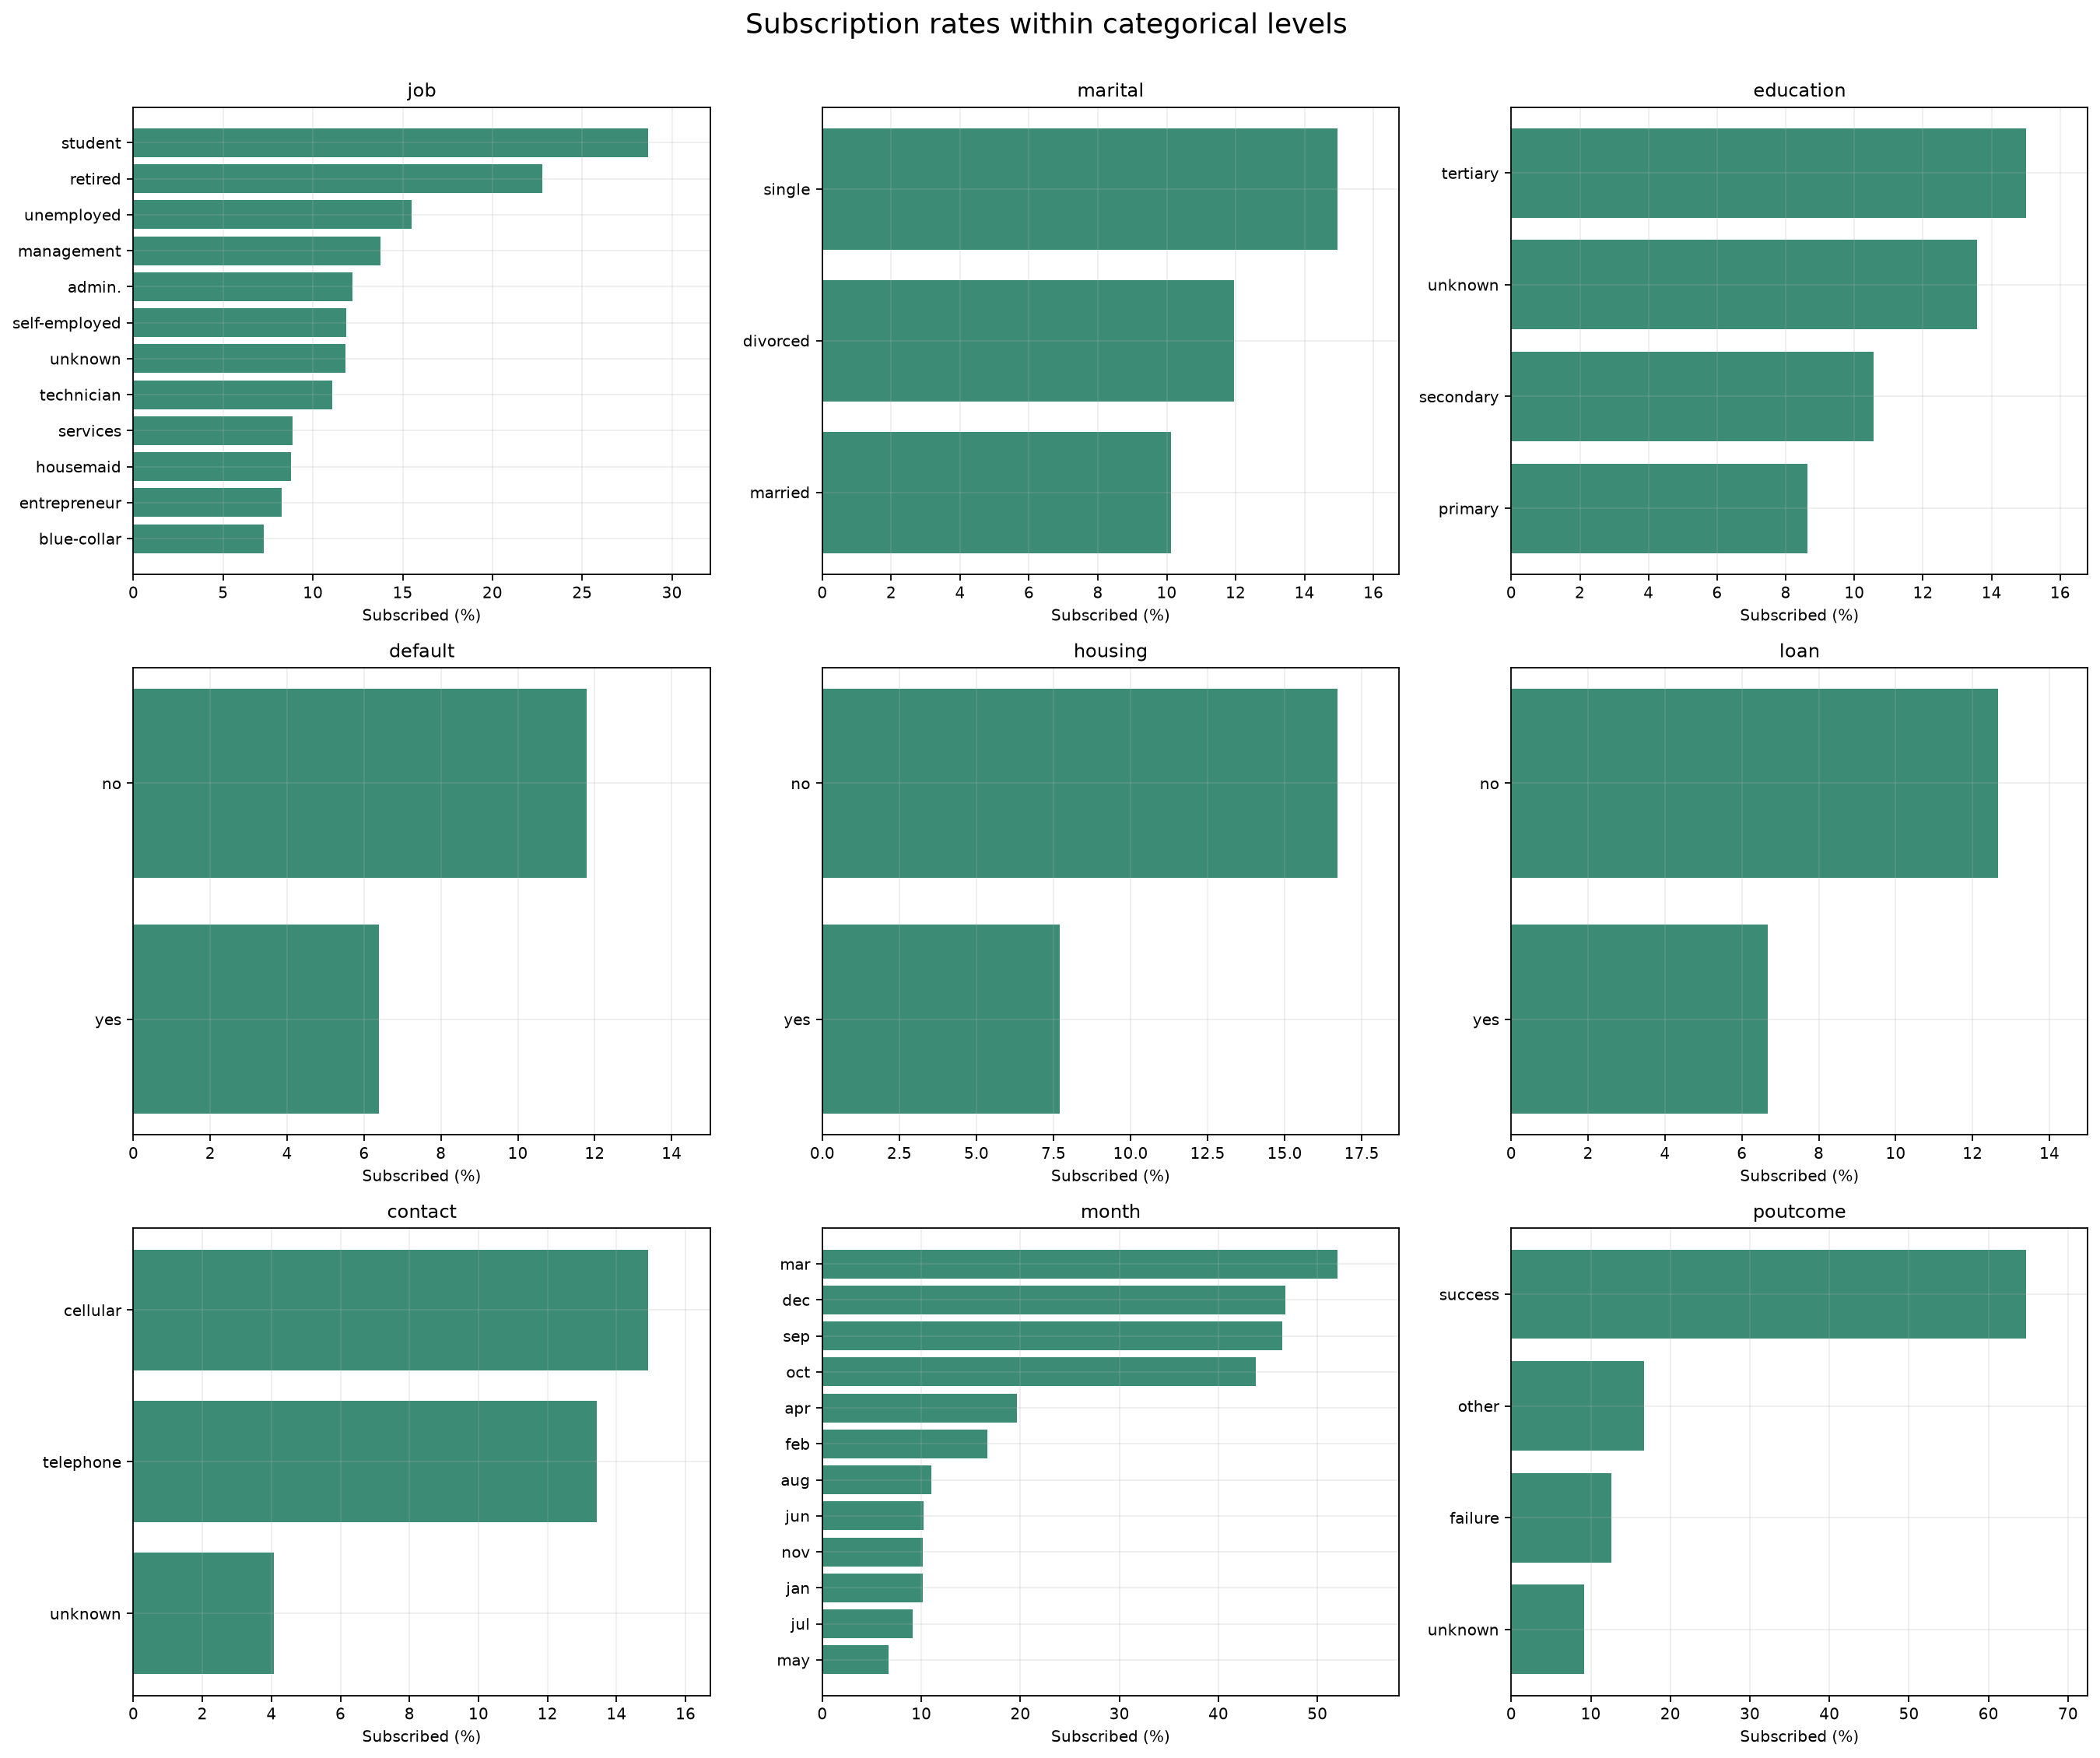 Subscription rates within categorical levels
job
student
retired
unemployed
management
admin.
self-employed
unknown
technician
services
housemaid
entrepreneur
blue-collar
0 5 10 15 20 25 30
Subscribed (%)
marital
single
divorced
married
0 2 4 6 8 10 12 14 16
Subscribed (%)
education
tertiary
unknown
secondary
primary
0 2 4 6 8 10 12 14 16
Subscribed (%)
default
no
yes
0 2 4 6 8 10 12 14
Subscribed (%)
housing
no
yes
0.0 2.5 5.0 7.5 10.0 12.5 15.0 17.5
Subscribed (%)
loan
no
yes
0 2 4 6 8 10 12 14
Subscribed (%)
contact
cellular
telephone
unknown
0 2 4 6 8 10 12 14 16
Subscribed (%)
month
mar
dec
sep
oct
apr
feb
aug
jun
nov
jan
jul
may
0 10 20 30 40 50
Subscribed (%)
poutcome
success
other
failure
unknown
0 10 20 30 40 50 60 70
Subscribed (%)